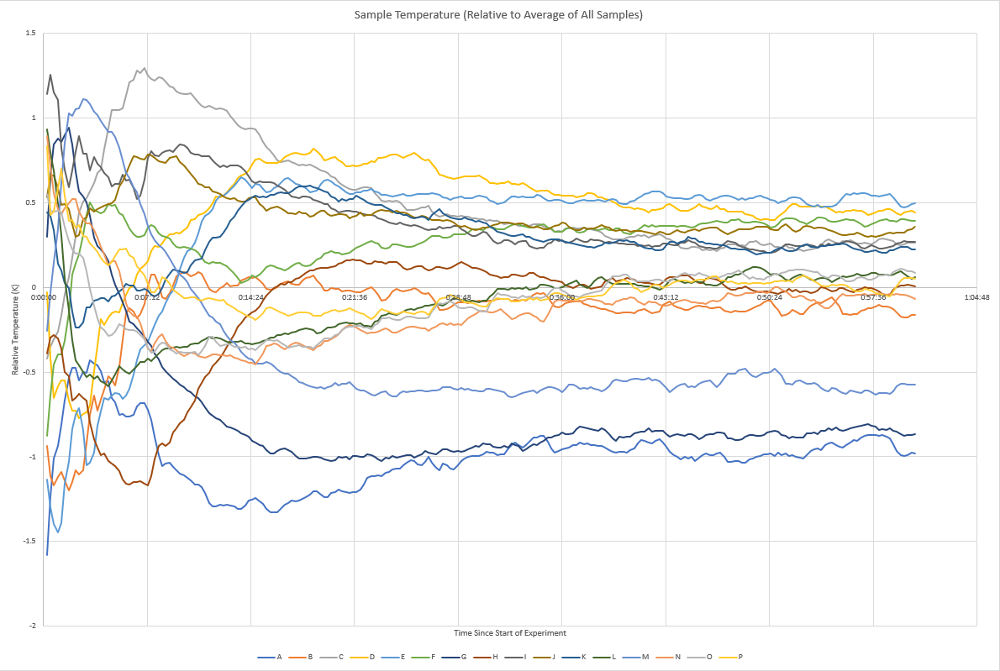 Sample Temperature (Relative to Average of All Samples)
1.5
1
0.5
0
-0.5
-1
-1.5
-2
Relative Temperature (K)
0:00:00 0:07:12 0:14:24 0:21:36 0:28:48 0:36:00 0:43:12 0:50:24 0:57:36 1:04:48
Time Since Start of Experiment
A B C D E F G H I J K L M N O P